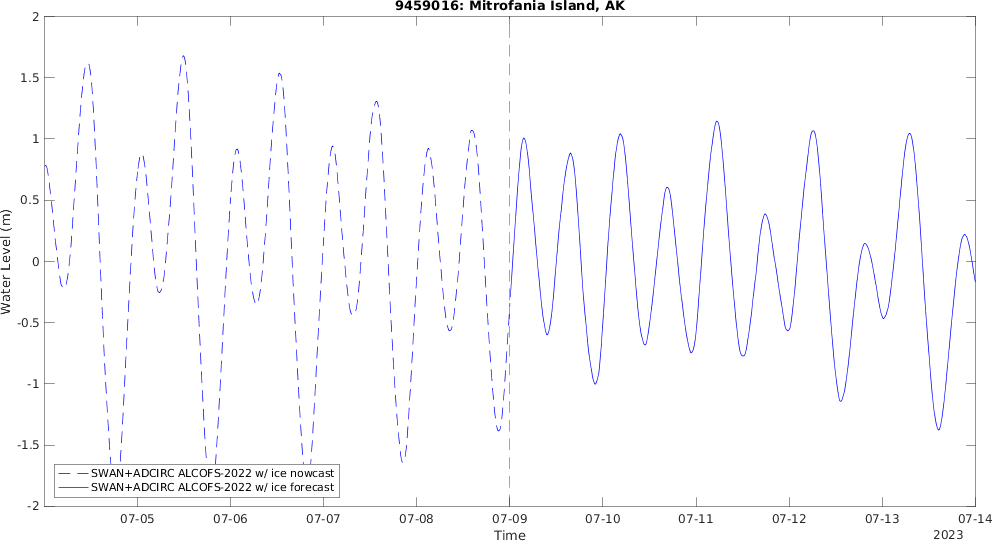 9459016: Mitrofania Island, AK
2
1.5
1
0.5
0
-0.5
-1
-1.5
-2
Water Level (m)
SWAN+ADCIRC ALCOFS-2022 w/ ice nowcast
SWAN+ADCIRC ALCOFS-2022 w/ ice forecast
07-05 07-06 07-07 07-08 07-09 07-10 07-11 07-12 07-13 07-14
Time
2023